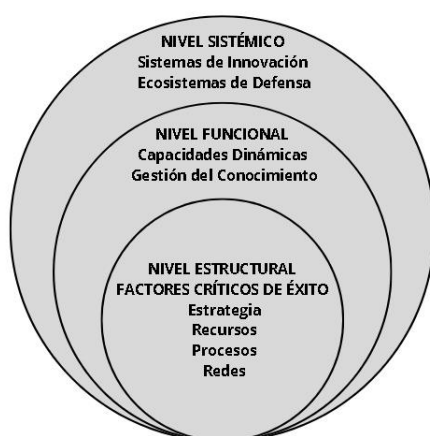 NIVEL SISTÉMICO
Sistemas de Innovación
Ecosistemas de Defensa
NIVEL FUNCIONAL
Capacidades Dinámicas
Gestión del Conocimiento
NIVEL ESTRUCTURAL
FACTORES CRÍTICOS DE ÉXITO
Estrategia
Recursos
Procesos
Redes